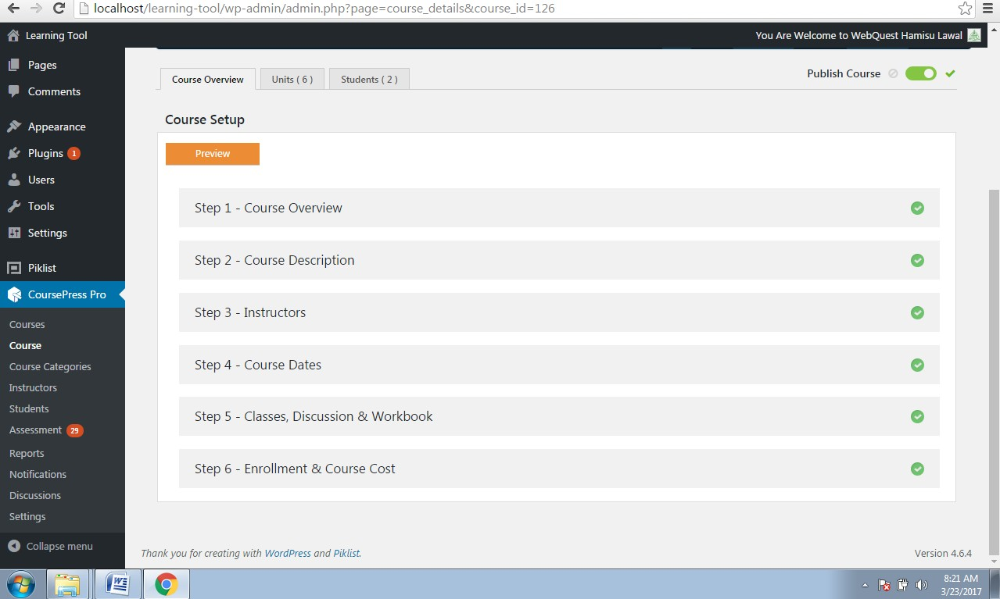 localhost/learning-tool/wp-admin/admin.php?page=course_details&course_id=126
Learning Tool
You Are Welcome to WebQuest Hamisu Lawal
Pages
Comments
Appearance
Plugins 1
Users
Tools
Settings
Piklist
CoursePress Pro
Courses
Course
Course Categories
Instructors
Students
Assessment 29
Reports
Notifications
Discussions
Settings
Collapse menu
Course Overview
Units ( 6 )
Students ( 2 )
Publish Course
Course Setup
Preview
Step 1 - Course Overview
Step 2 - Course Description
Step 3 - Instructors
Step 4 - Course Dates
Step 5 - Classes, Discussion & Workbook
Step 6 - Enrollment & Course Cost
Thank you for creating with WordPress and Piklist.
Version 4.6.4
8:21 AM
3/23/2017